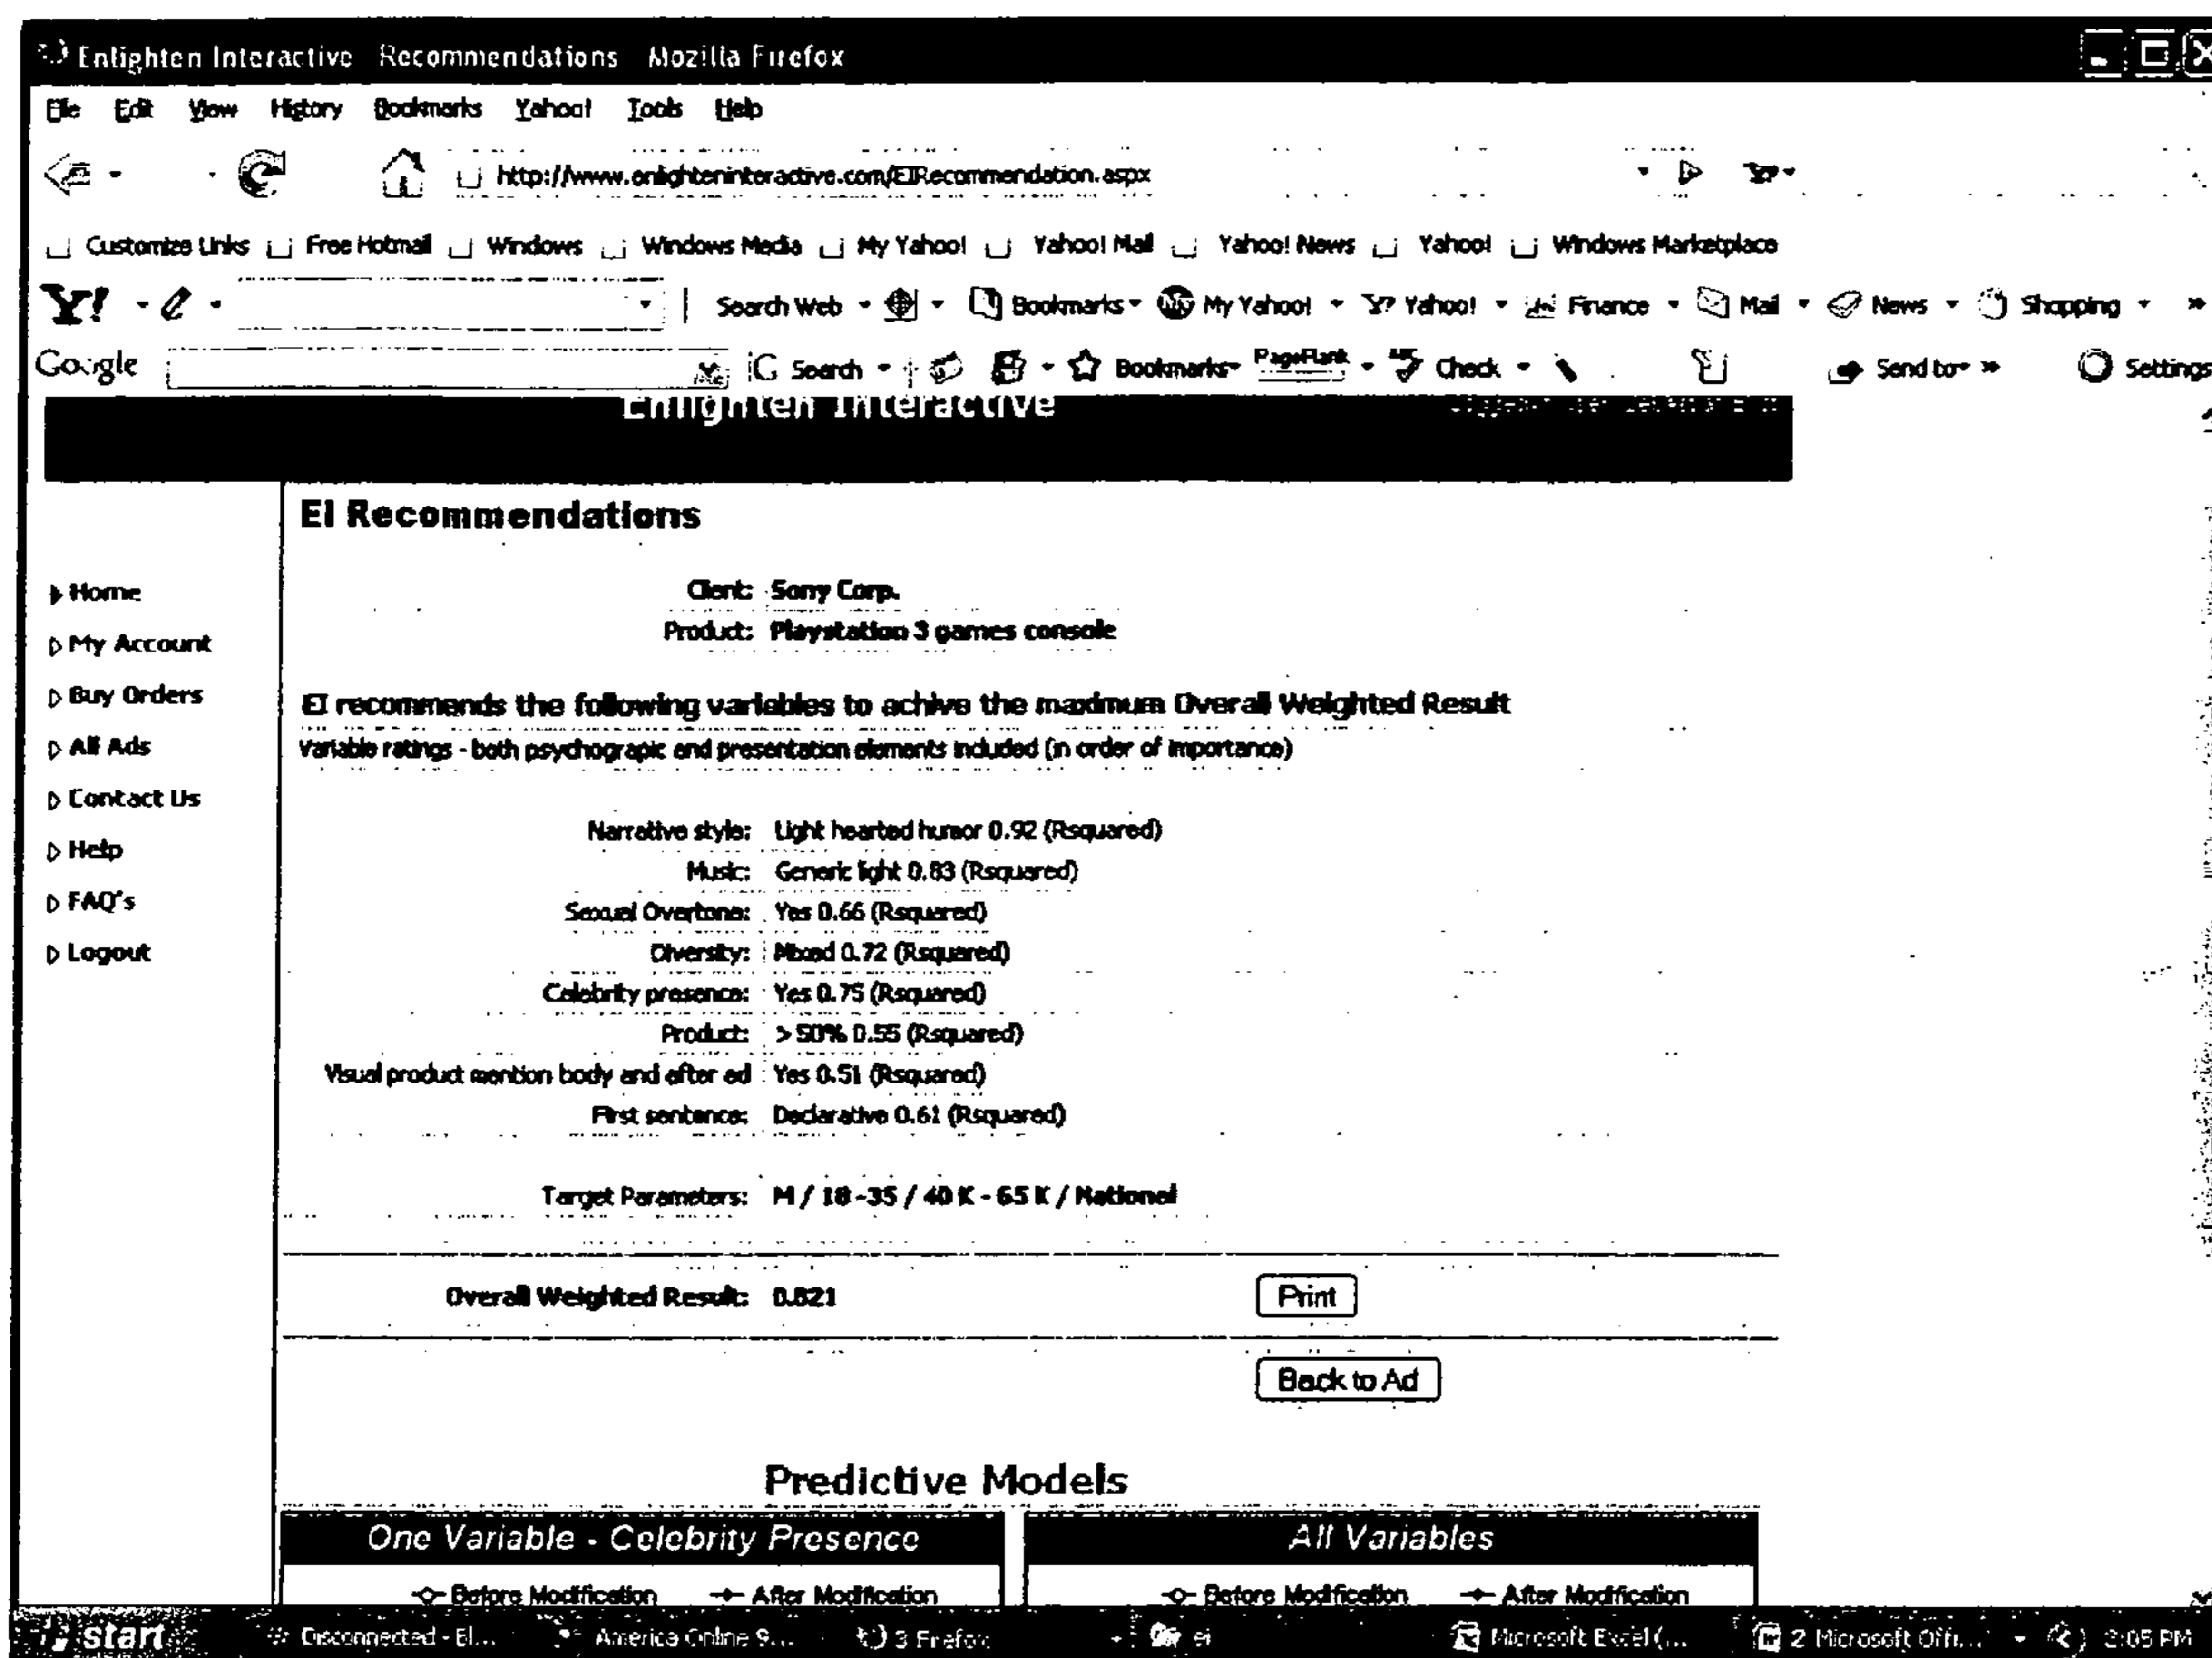 Enlighten Interactive Recommendations Mozilla Firefox
File Edit View History Bookmarks Yahoo! Tools Help
http://www.enlighteninteractive.com/EIRecommendation.aspx
Customize Links Free Hotmail Windows Windows Media My Yahoo! Yahoo! Mail Yahoo! News Yahoo! Windows Marketplace
Y! Search Web Bookmarks My Yahoo! Y! Yahoo! Finance Mail News Shopping »
Google G Search Bookmarks PageRank Check Send to » Settings
Enlighten Interactive
EI Recommendations
Client: Sony Corp.
Product: Playstation 3 games console
Home
My Account
Buy Orders
All Ads
Contact Us
Help
FAQ's
Logout
EI recommends the following variables to achive the maximum Overall Weighted Result
Variable ratings - both psychograpic and presentation elements included (in order of importance)
Narrative style: Light hearted humor 0.92 (Rsquared)
Music: Generic light 0.83 (Rsquared)
Sexual Overtone: Yes 0.66 (Rsquared)
Diversity: Mixed 0.72 (Rsquared)
Celebrity presence: Yes 0.75 (Rsquared)
Product: > 50% 0.55 (Rsquared)
Visual product mention body and after ad Yes 0.51 (Rsquared)
First sentence: Declarative 0.61 (Rsquared)
Target Parameters: M / 18 -35 / 40 K - 65 K / National
Overall Weighted Result: 0.821
Print
Back to Ad
Predictive Models
One Variable - Celebrity Presence
All Variables
Before Modification After Modification
Before Modification After Modification
start Disconnected - El... America Online 9.... 3 Firefox ei Microsoft Excel (... 2 Microsoft Offi... 2:05 PM